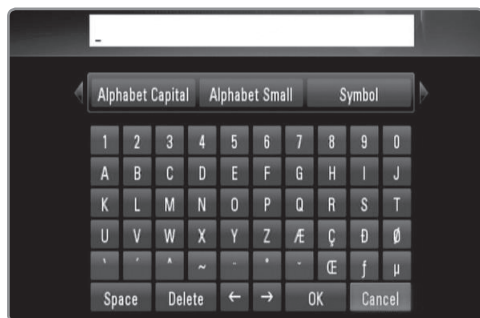 _
Alphabet Capital Alphabet Small Symbol
1 2 3 4 5 6 7 8 9 0
A B C D E F G H I J
K L M N O P Q R S T
U V W X Y Z Æ Ç Ð Ø
~ Œ ƒ µ
Space Delete ← → OK Cancel